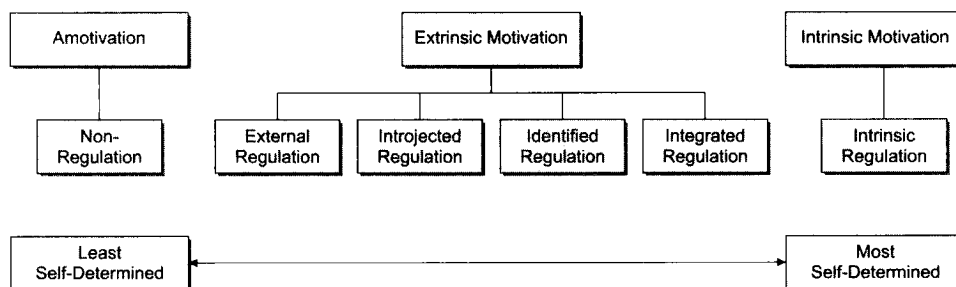 Amotivation
Extrinsic Motivation
Intrinsic Motivation
Non-
Regulation
External
Regulation
Introjected
Regulation
Identified
Regulation
Integrated
Regulation
Intrinsic
Regulation
Least
Self-Determined
Most
Self-Determined